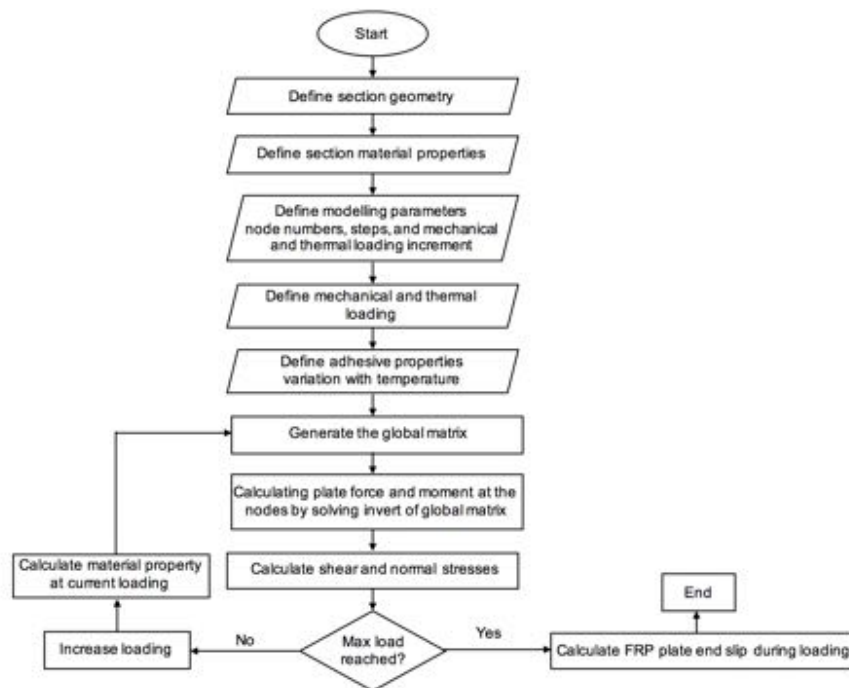 Start
Define section geometry
Define section material properties
Define modelling parameters
node numbers, steps, and mechanical
and thermal loading increment
Define mechanical and thermal
loading
Define adhesive properties
variation with temperature
Generate the global matrix
Calculating plate force and moment at the
nodes by solving invert of global matrix
Calculate material property
at current loading
Calculate shear and normal stresses
End
Increase loading
No
Max load
reached?
Yes
Calculate FRP plate end slip during loading